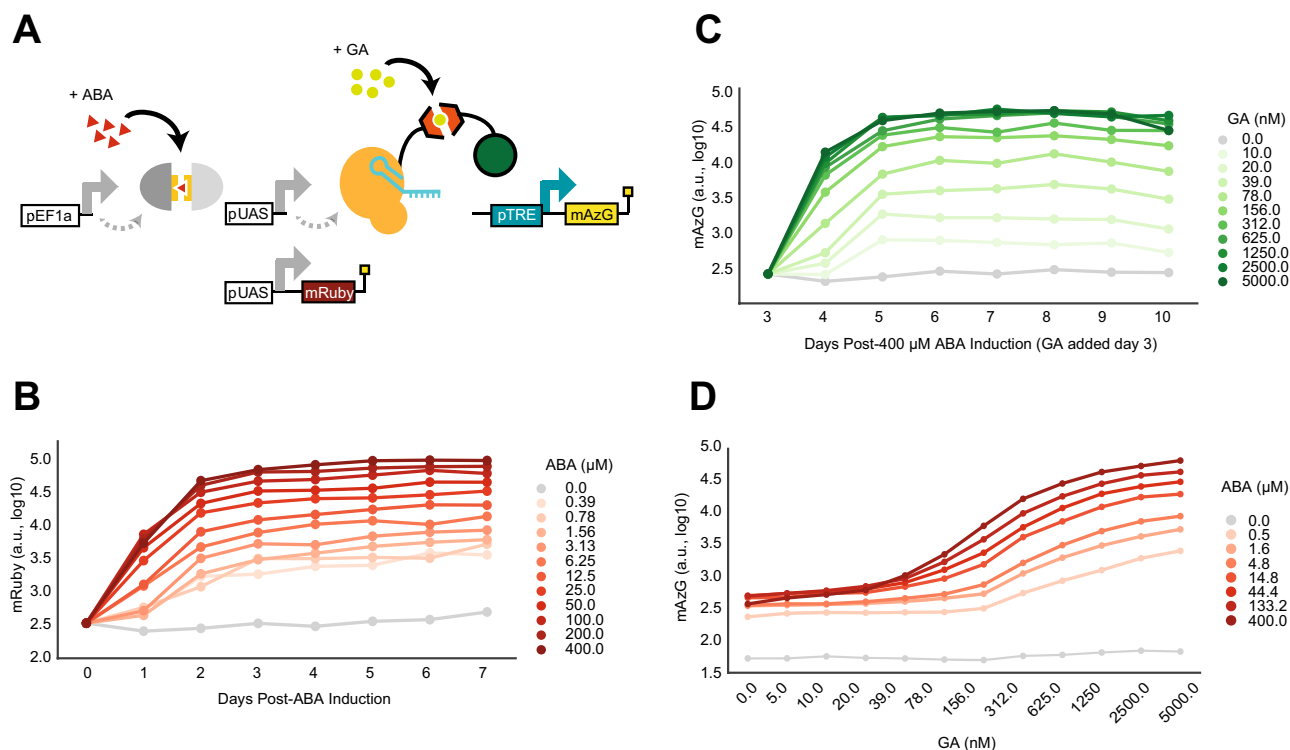 A
+ GA
+ ABA
pEF1a
pUAS
pTRE
mAzG
pUAS
mRuby
B
mRuby (a.u., log10)
5.0
4.5
4.0
3.5
3.0
2.5
2.0
0 1 2 3 4 5 6 7
Days Post-ABA Induction
ABA (µM)
0.0
0.39
0.78
1.56
3.13
6.25
12.5
25.0
50.0
100.0
200.0
400.0
C
mAzG (a.u., log10)
5.0
4.5
4.0
3.5
3.0
2.5
3 4 5 6 7 8 9 10
Days Post-400 µM ABA Induction (GA added day 3)
GA (nM)
0.0
10.0
20.0
39.0
78.0
156.0
312.0
625.0
1250.0
2500.0
5000.0
D
mAzG (a.u., log10)
5.0
4.5
4.0
3.5
3.0
2.5
2.0
1.5
0.0 5.0 10.0 20.0 39.0 78.0 156.0 312.0 625.0 1250 2500.0 5000.0
GA (nM)
ABA (µM)
0.0
0.5
1.6
4.8
14.8
44.4
133.2
400.0